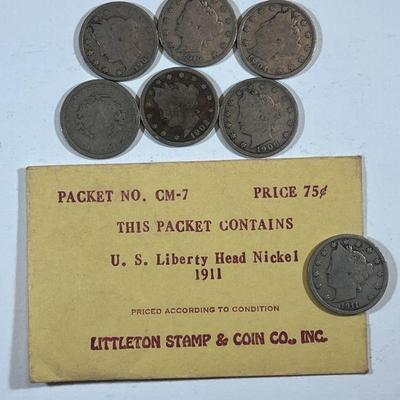 1902
1906
PACKET NO. CM-7 PRICE 75¢
THIS PACKET CONTAINS
U. S. Liberty Head Nickel
1911
PRICED ACCORDING TO CONDITION
LITTLETON STAMP & COIN CO., INC.
1911